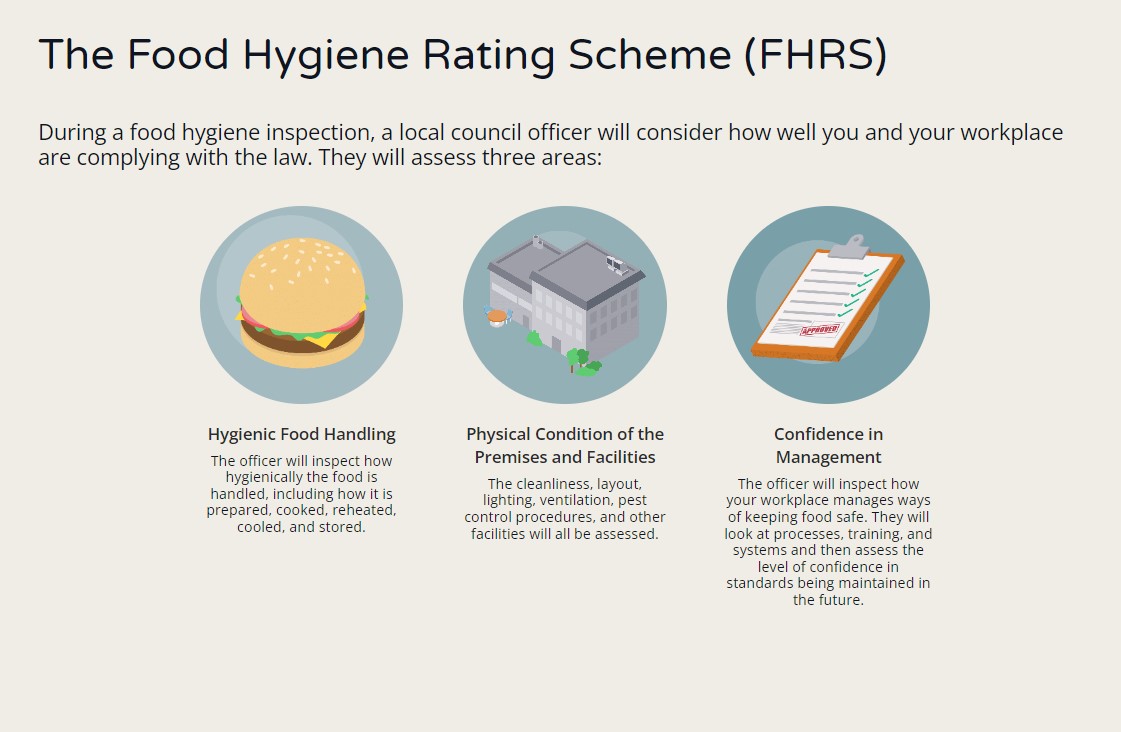 The Food Hygiene Rating Scheme (FHRS)
During a food hygiene inspection, a local council officer will consider how well you and your workplace
are complying with the law. They will assess three areas:
APPROVED
Hygienic Food Handling
The officer will inspect how
hygienically the food is
handled, including how it is
prepared, cooked, reheated,
cooled, and stored.
Physical Condition of the
Premises and Facilities
The cleanliness, layout,
lighting, ventilation, pest
control procedures, and other
facilities will all be assessed.
Confidence in
Management
The officer will inspect how
your workplace manages ways
of keeping food safe. They will
look at processes, training, and
systems and then assess the
level of confidence in
standards being maintained in
the future.